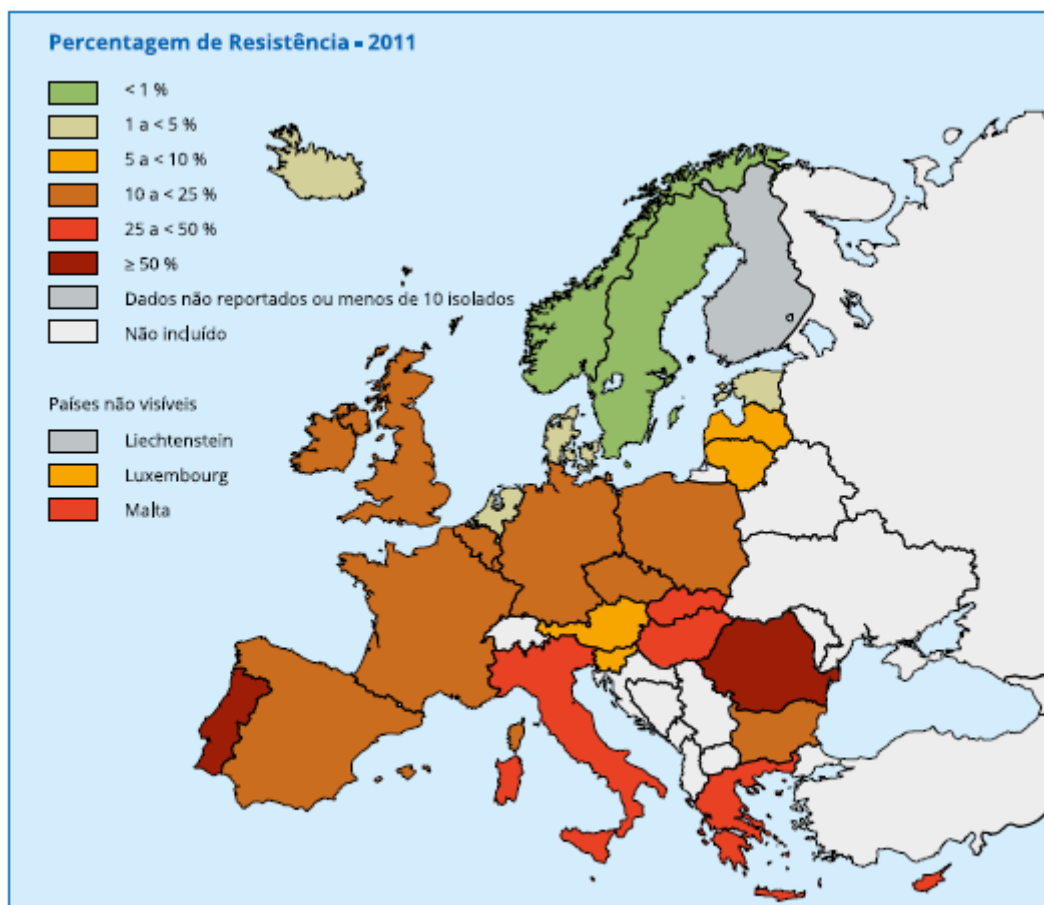 Percentagem de Resistência - 2011
< 1 %
1 a < 5 %
5 a < 10 %
10 a < 25 %
25 a < 50 %
≥ 50 %
Dados não reportados ou menos de 10 isolados
Não incluído
Países não visíveis
Liechtenstein
Luxembourg
Malta